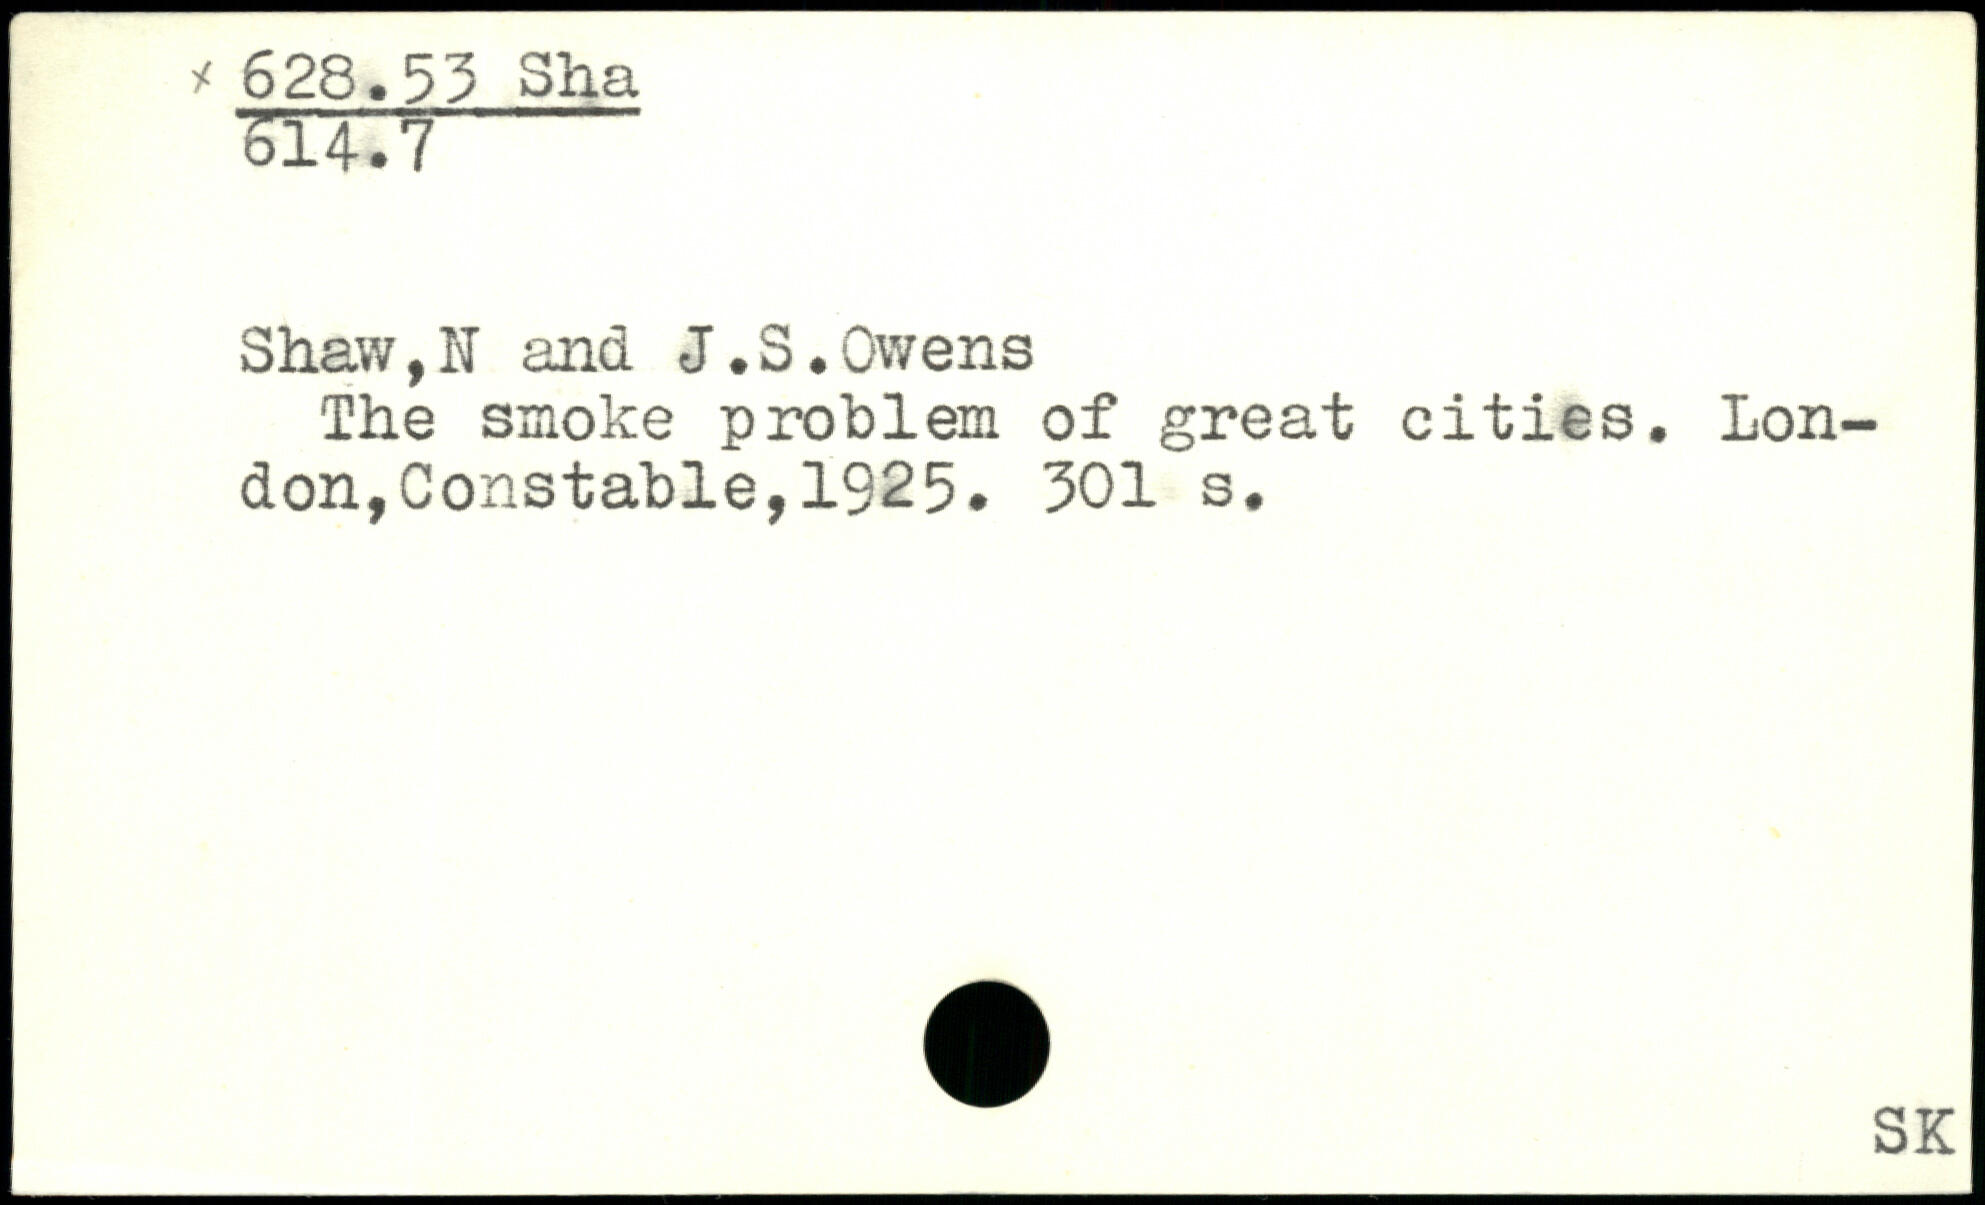 x 628.53 Sha
614.7
Shaw,N and J.S.Owens
The smoke problem of great cities. Lon-
don,Constable,1925. 301 s.
SK